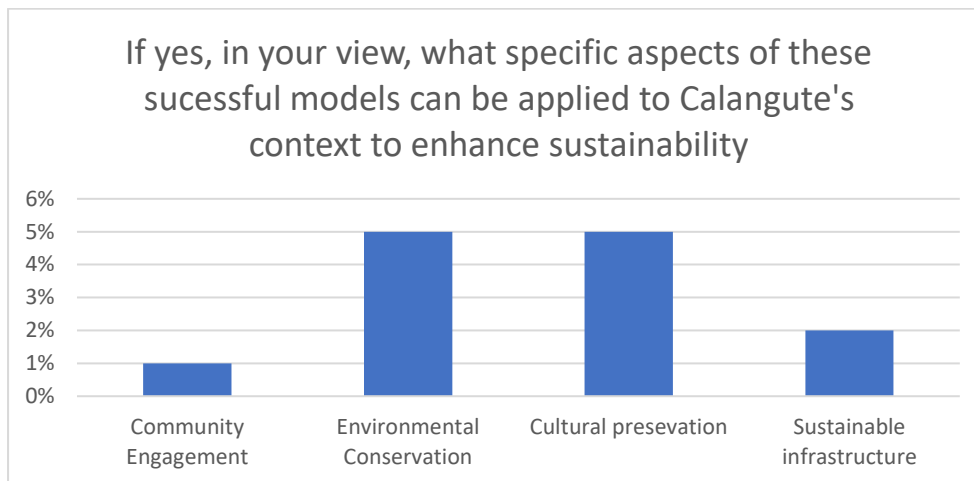 If yes, in your view, what specific aspects of these
sucessful models can be applied to Calangute's
context to enhance sustainability
6%
5%
4%
3%
2%
1%
0%
Community
Engagement
Environmental
Conservation
Cultural presevation
Sustainable
infrastructure